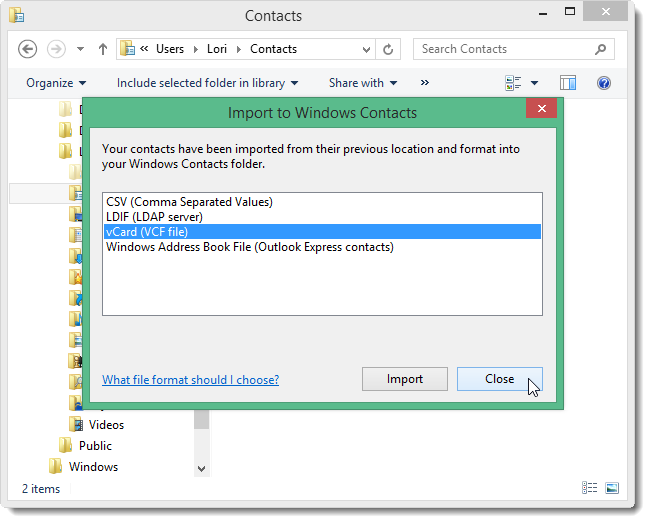 Contacts
« Users Lori Contacts
Search Contacts
Organize Include selected folder in library Share with »
Import to Windows Contacts
Your contacts have been imported from their previous location and format into
your Windows Contacts folder.
CSV (Comma Separated Values)
LDIF (LDAP server)
vCard (VCF file)
Windows Address Book File (Outlook Express contacts)
What file format should I choose?
Import
Close
Videos
Public
Windows
2 items